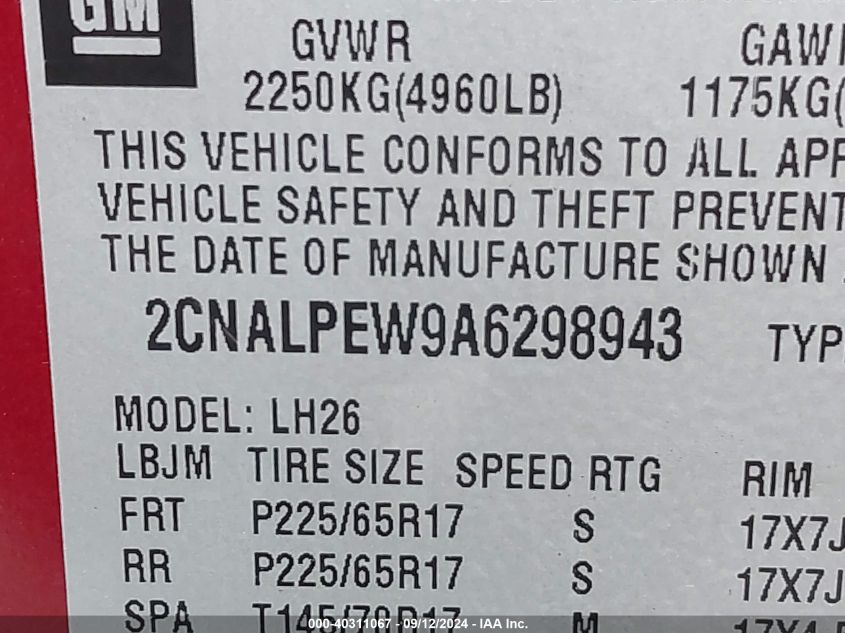 GM
GVWR GAW
2250KG(4960LB) 1175KG(
THIS VEHICLE CONFORMS TO ALL APP
VEHICLE SAFETY AND THEFT PREVENT
THE DATE OF MANUFACTURE SHOWN
2CNALPEW9A6298943 TYP
MODEL: LH26
LBJM TIRE SIZE SPEED RTG RIM
FRT P225/65R17 S 17X7J
RR P225/65R17 S 17X7J
SPA T145/70R17 M
000-40311067 - 09/12/2024 - IAA Inc.